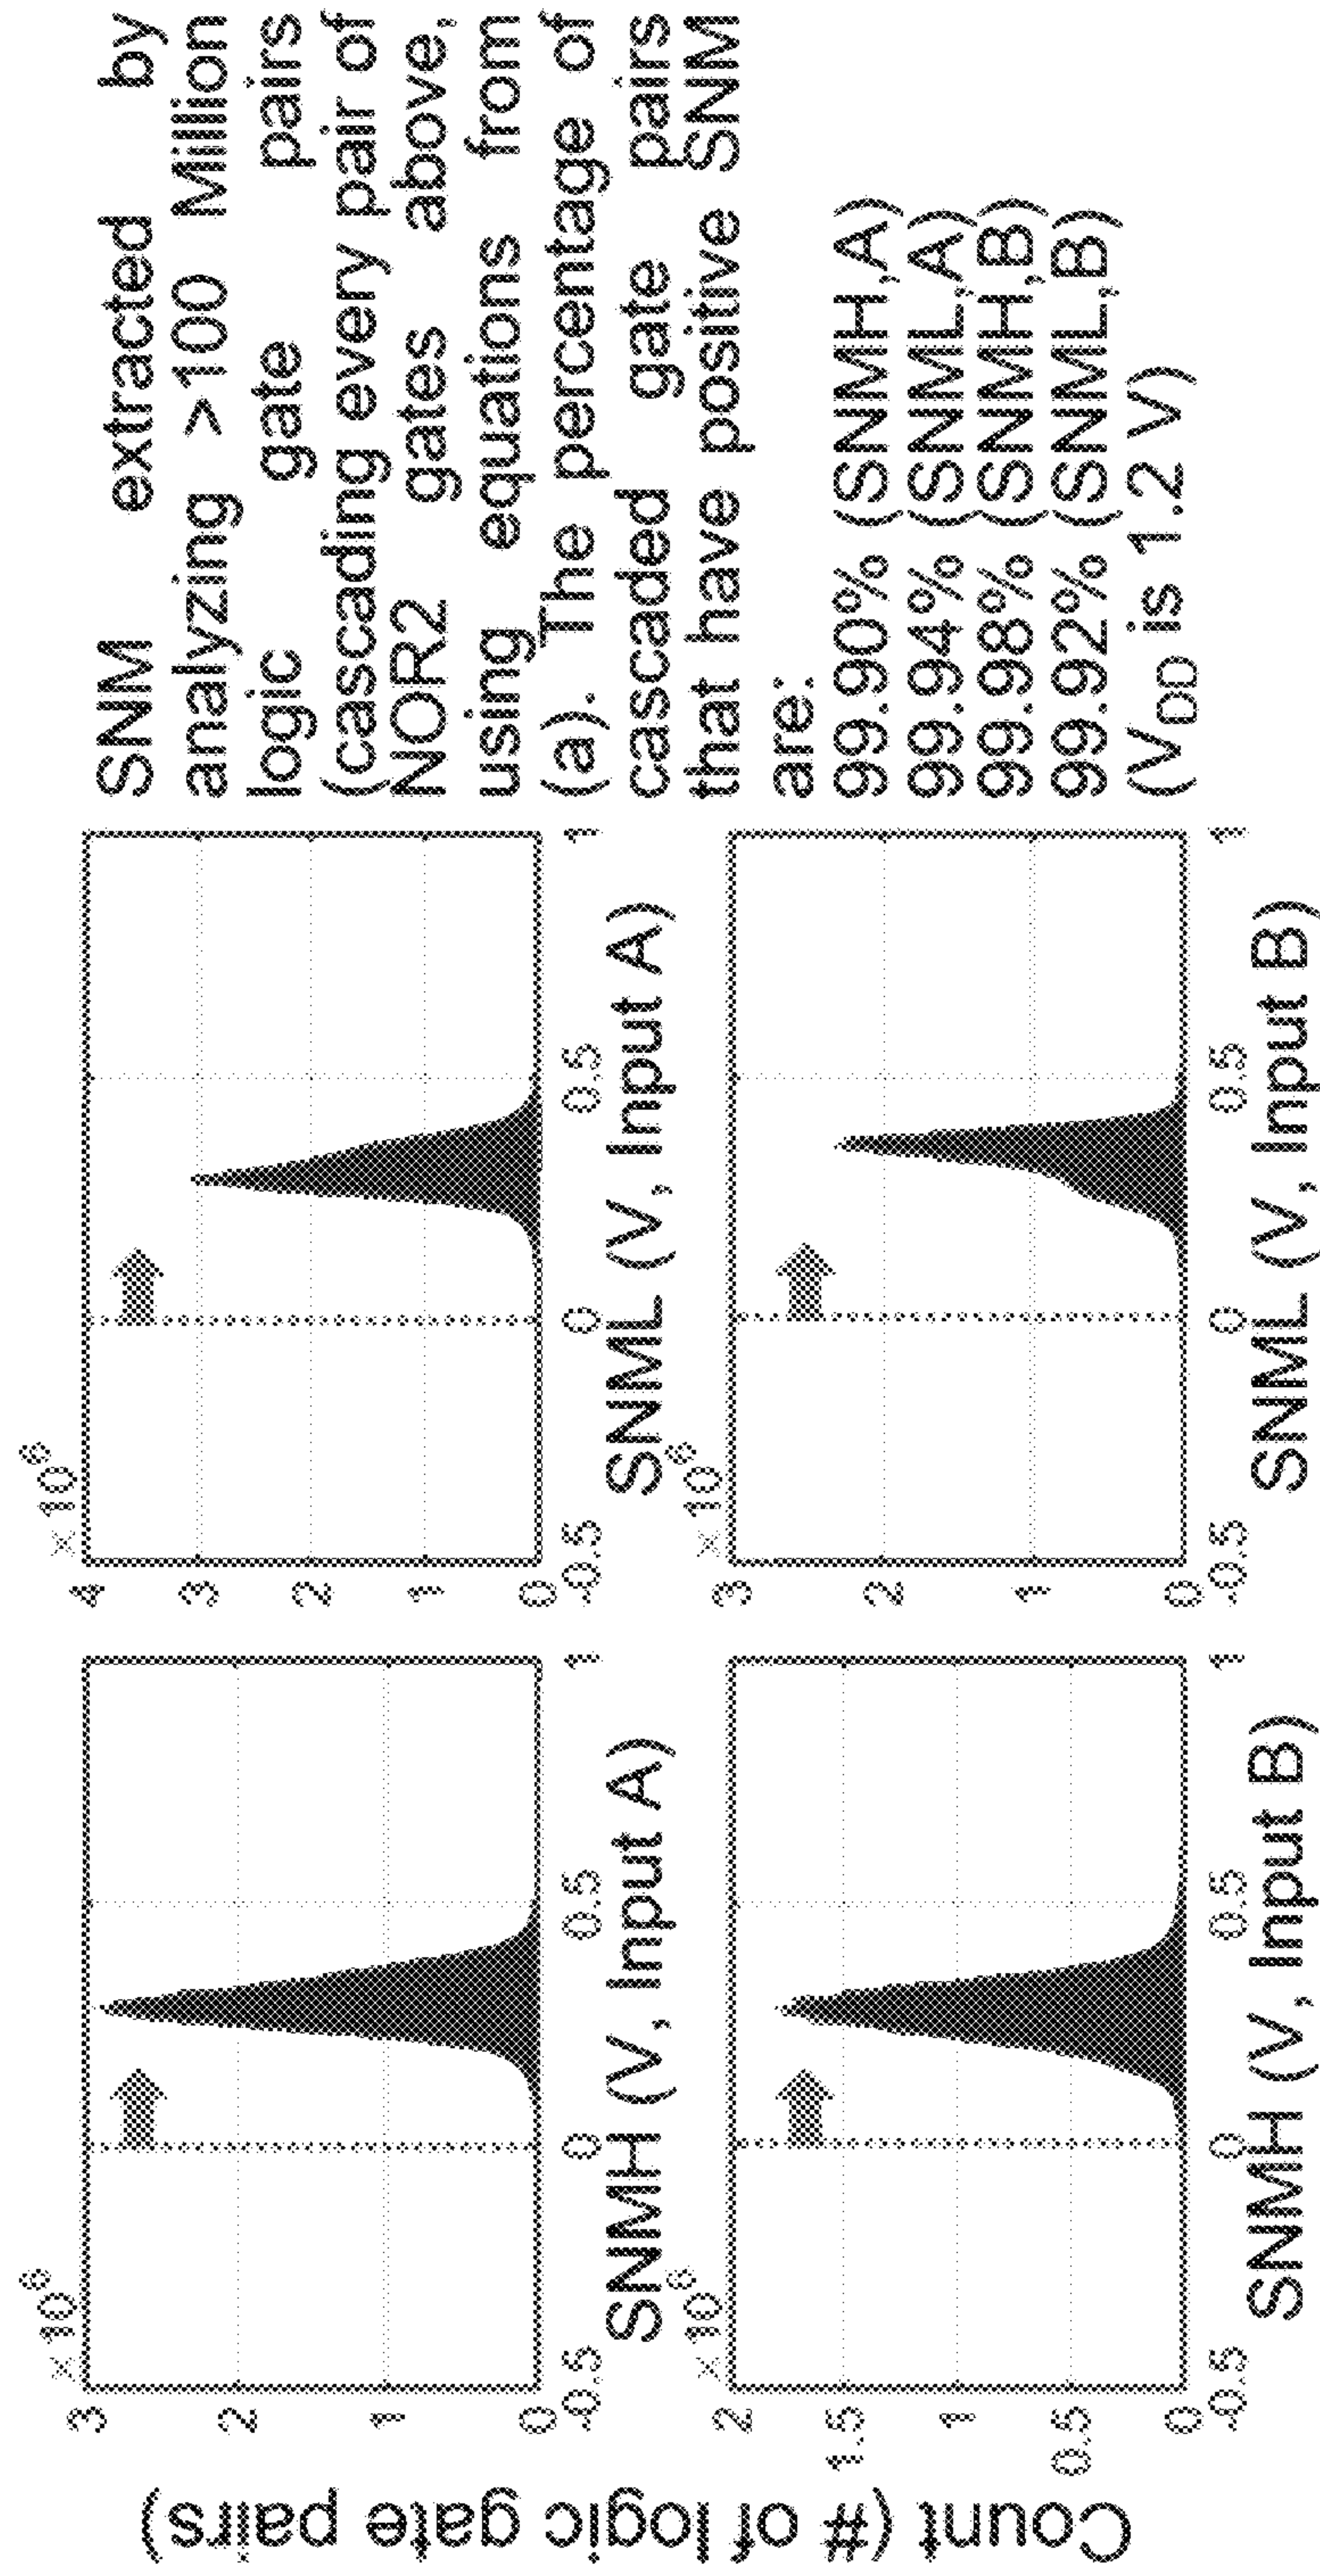 Count (# of logic gate pairs)
× 10⁶
3
2
1
0
-0.5
0
0.5
1
SNMH (V, Input A)
× 10⁶
4
3
2
1
0
-0.5
0
0.5
1
SNML (V, Input A)
× 10⁶
2
1.5
1
0.5
0
-0.5
0
0.5
1
SNMH (V, Input B)
× 10⁶
3
2
1
0
-0.5
0
0.5
1
SNML (V, Input B)
SNM extracted by
analyzing >100 Million
logic gate pairs
(cascading every pair of
NOR2 gates above,
using equations from
(a). The percentage of
cascaded gate pairs
that have positive SNM
are:
99.90% (SNMH,A)
99.94% (SNML,A)
99.98% (SNMH,B)
99.92% (SNML,B)
(VDD is 1.2 V)